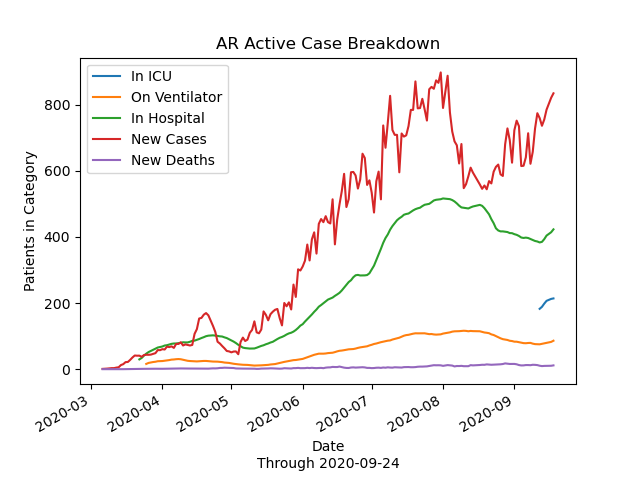 AR Active Case Breakdown
In ICU
On Ventilator
In Hospital
New Cases
New Deaths
Patients in Category
800
600
400
200
0
2020-03
2020-04
2020-05
2020-06
2020-07
2020-08
2020-09
Date
Through 2020-09-24